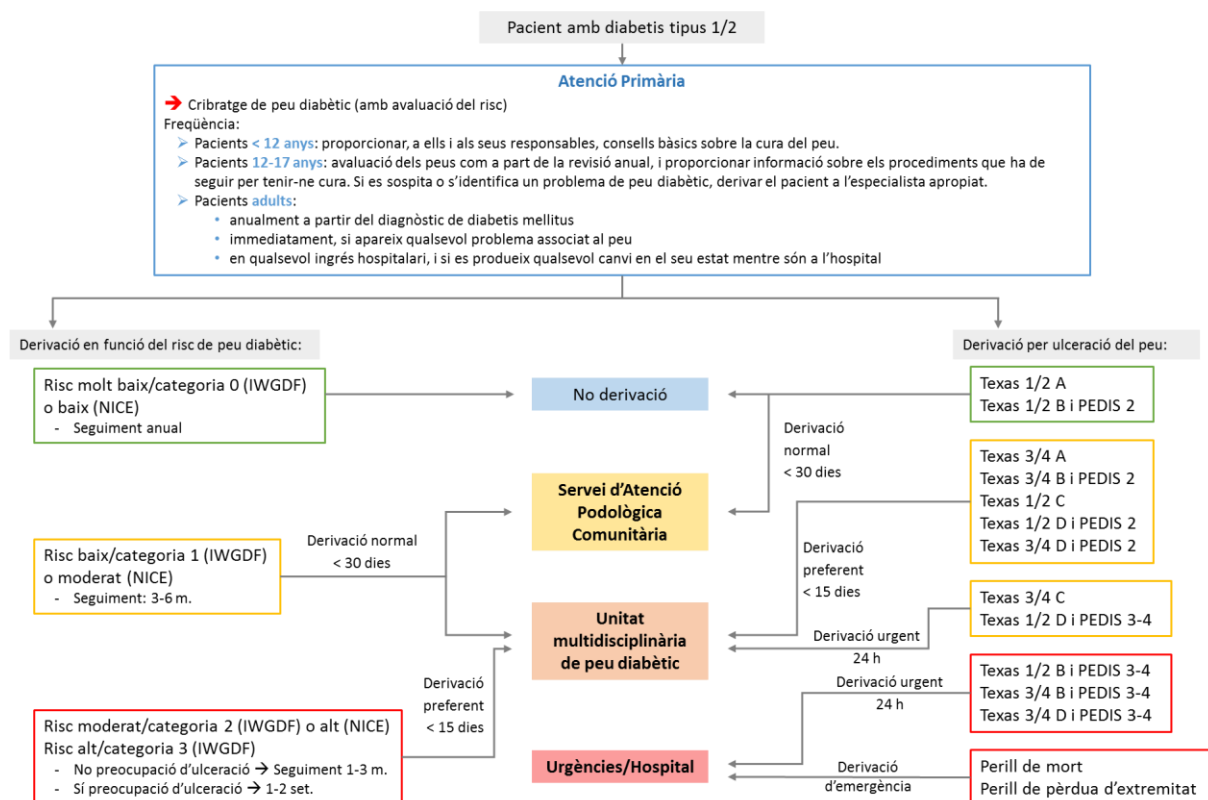 Pacient amb diabetis tipus 1/2
Atenció Primària
➔ Cribratge de peu diabètic (amb avaluació del risc)
Freqüència:
➢ Pacients < 12 anys: proporcionar, a ells i als seus responsables, consells bàsics sobre la cura del peu.
➢ Pacients 12-17 anys: avaluació dels peus com a part de la revisió anual, i proporcionar informació sobre els procediments que ha de
seguir per tenir-ne cura. Si es sospita o s'identifica un problema de peu diabètic, derivar el pacient a l'especialista apropiat.
➢ Pacients adults:
• anualment a partir del diagnòstic de diabetis mellitus
• immediatament, si apareix qualsevol problema associat al peu
• en qualsevol ingrés hospitalari, i si es produeix qualsevol canvi en el seu estat mentre són a l'hospital
Derivació en funció del risc de peu diabètic:
Risc molt baix/categoria 0 (IWGDF)
o baix (NICE)
- Seguiment anual
Risc baix/categoria 1 (IWGDF)
o moderat (NICE)
- Seguiment: 3-6 m.
Risc moderat/categoria 2 (IWGDF) o alt (NICE)
Risc alt/categoria 3 (IWGDF)
- No preocupació d'ulceració → Seguiment 1-3 m.
- Sí preocupació d'ulceració → 1-2 set.
Derivació normal
< 30 dies
Derivació
preferent
< 15 dies
No derivació
Servei d'Atenció
Podològica
Comunitària
Unitat
multidisciplinària
de peu diabètic
Urgències/Hospital
Derivació
normal
< 30 dies
Derivació
preferent
< 15 dies
Derivació urgent
24 h
Derivació urgent
24 h
Derivació
d'emergència
Derivació per ulceració del peu:
Texas 1/2 A
Texas 1/2 B i PEDIS 2
Texas 3/4 A
Texas 3/4 B i PEDIS 2
Texas 1/2 C
Texas 1/2 D i PEDIS 2
Texas 3/4 D i PEDIS 2
Texas 3/4 C
Texas 1/2 D i PEDIS 3-4
Texas 1/2 B i PEDIS 3-4
Texas 3/4 B i PEDIS 3-4
Texas 3/4 D i PEDIS 3-4
Perill de mort
Perill de pèrdua d'extremitat